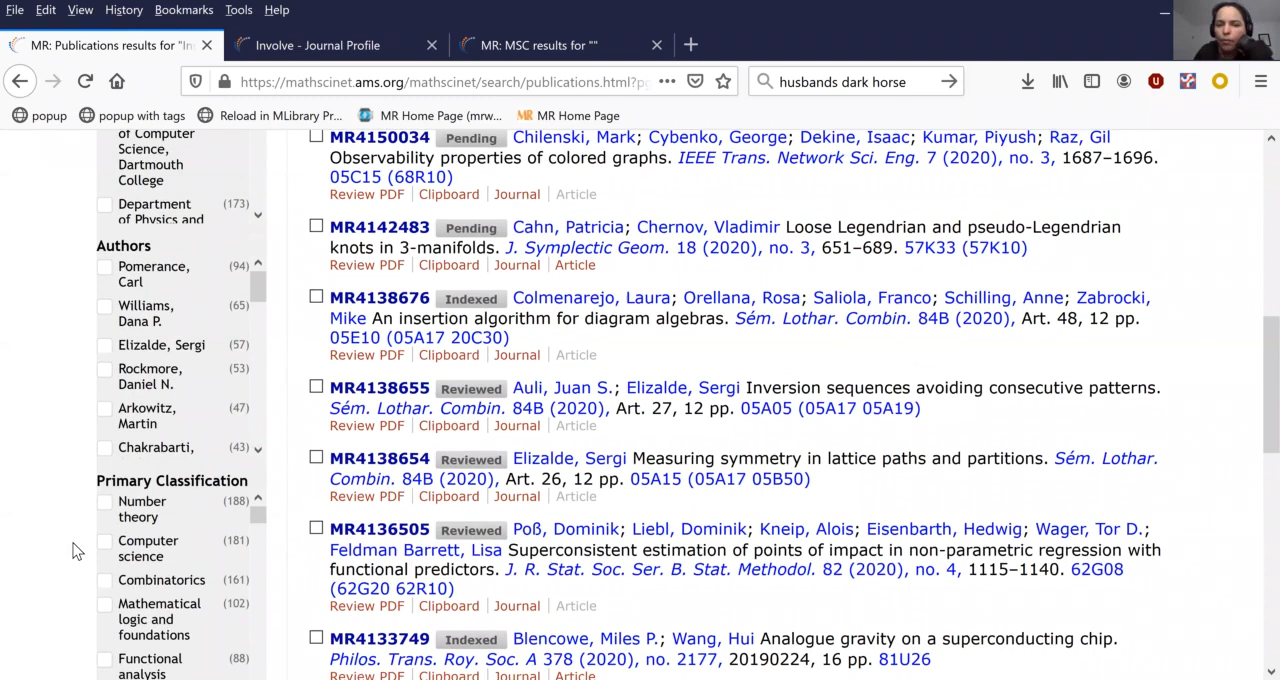 File Edit View History Bookmarks Tools Help
MR: Publications results for "In
Involve - Journal Profile
MR: MSC results for ""
https://mathscinet.ams.org/mathscinet/search/publications.html?pg
husbands dark horse
popup
popup with tags
Reload in MLibrary Pr...
MR Home Page (mrw...
MR Home Page
of Computer
Science,
Dartmouth
College
Department (173)
of Physics and
Authors
Pomerance, (94)
Carl
Williams, (65)
Dana P.
Elizalde, Sergi (57)
Rockmore, (53)
Daniel N.
Arkowitz, (47)
Martin
Chakrabarti, (43)
Primary Classification
Number (188)
theory
Computer (181)
science
Combinatorics (161)
Mathematical (102)
logic and
foundations
Functional (88)
analysis
MR4150034 Pending Chilenski, Mark; Cybenko, George; Dekine, Isaac; Kumar, Piyush; Raz, Gil
Observability properties of colored graphs. IEEE Trans. Network Sci. Eng. 7 (2020), no. 3, 1687–1696.
05C15 (68R10)
Review PDF | Clipboard | Journal | Article
MR4142483 Pending Cahn, Patricia; Chernov, Vladimir Loose Legendrian and pseudo-Legendrian
knots in 3-manifolds. J. Symplectic Geom. 18 (2020), no. 3, 651–689. 57K33 (57K10)
Review PDF | Clipboard | Journal | Article
MR4138676 Indexed Colmenarejo, Laura; Orellana, Rosa; Saliola, Franco; Schilling, Anne; Zabrocki,
Mike An insertion algorithm for diagram algebras. Sém. Lothar. Combin. 84B (2020), Art. 48, 12 pp.
05E10 (05A17 20C30)
Review PDF | Clipboard | Journal | Article
MR4138655 Reviewed Auli, Juan S.; Elizalde, Sergi Inversion sequences avoiding consecutive patterns.
Sém. Lothar. Combin. 84B (2020), Art. 27, 12 pp. 05A05 (05A17 05A19)
Review PDF | Clipboard | Journal | Article
MR4138654 Reviewed Elizalde, Sergi Measuring symmetry in lattice paths and partitions. Sém. Lothar.
Combin. 84B (2020), Art. 26, 12 pp. 05A15 (05A17 05B50)
Review PDF | Clipboard | Journal | Article
MR4136505 Reviewed Poß, Dominik; Liebl, Dominik; Kneip, Alois; Eisenbarth, Hedwig; Wager, Tor D.;
Feldman Barrett, Lisa Superconsistent estimation of points of impact in non-parametric regression with
functional predictors. J. R. Stat. Soc. Ser. B. Stat. Methodol. 82 (2020), no. 4, 1115–1140. 62G08
(62G20 62R10)
Review PDF | Clipboard | Journal | Article
MR4133749 Indexed Blencowe, Miles P.; Wang, Hui Analogue gravity on a superconducting chip.
Philos. Trans. Roy. Soc. A 378 (2020), no. 2177, 20190224, 16 pp. 81U26
Review PDF | Clipboard | Journal | Article